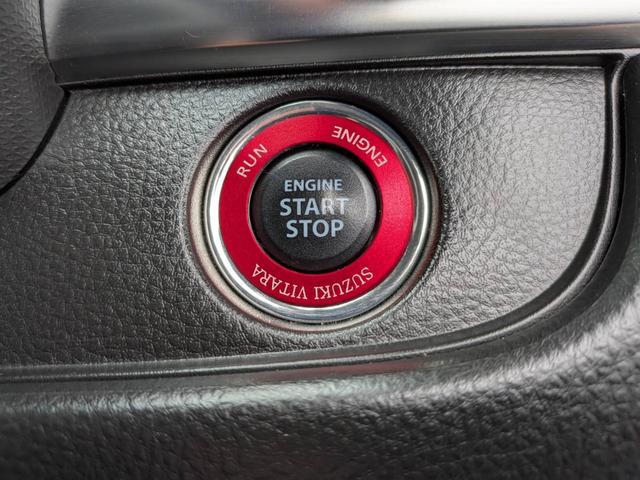 RUN
ENGINE
ENGINE
START
STOP
SUZUKI VITARA